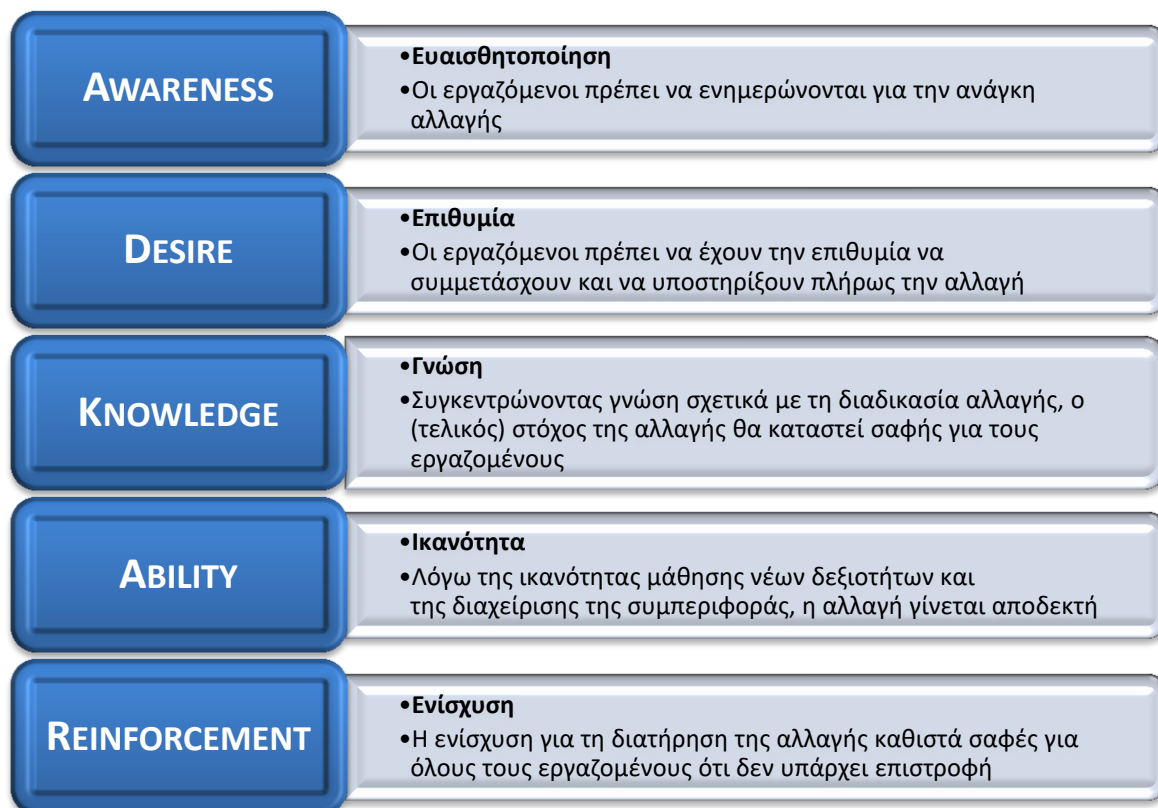 AWARENESS
•Ευαισθητοποίηση
•Οι εργαζόμενοι πρέπει να ενημερώνονται για την ανάγκη
αλλαγής
DESIRE
•Επιθυμία
•Οι εργαζόμενοι πρέπει να έχουν την επιθυμία να
συμμετάσχουν και να υποστηρίξουν πλήρως την αλλαγή
KNOWLEDGE
•Γνώση
•Συγκεντρώνοντας γνώση σχετικά με τη διαδικασία αλλαγής, ο
(τελικός) στόχος της αλλαγής θα καταστεί σαφής για τους
εργαζομένους
ABILITY
•Ικανότητα
•Λόγω της ικανότητας μάθησης νέων δεξιοτήτων και
της διαχείρισης της συμπεριφοράς, η αλλαγή γίνεται αποδεκτή
REINFORCEMENT
•Ενίσχυση
•Η ενίσχυση για τη διατήρηση της αλλαγής καθιστά σαφές για
όλους τους εργαζομένους ότι δεν υπάρχει επιστροφή